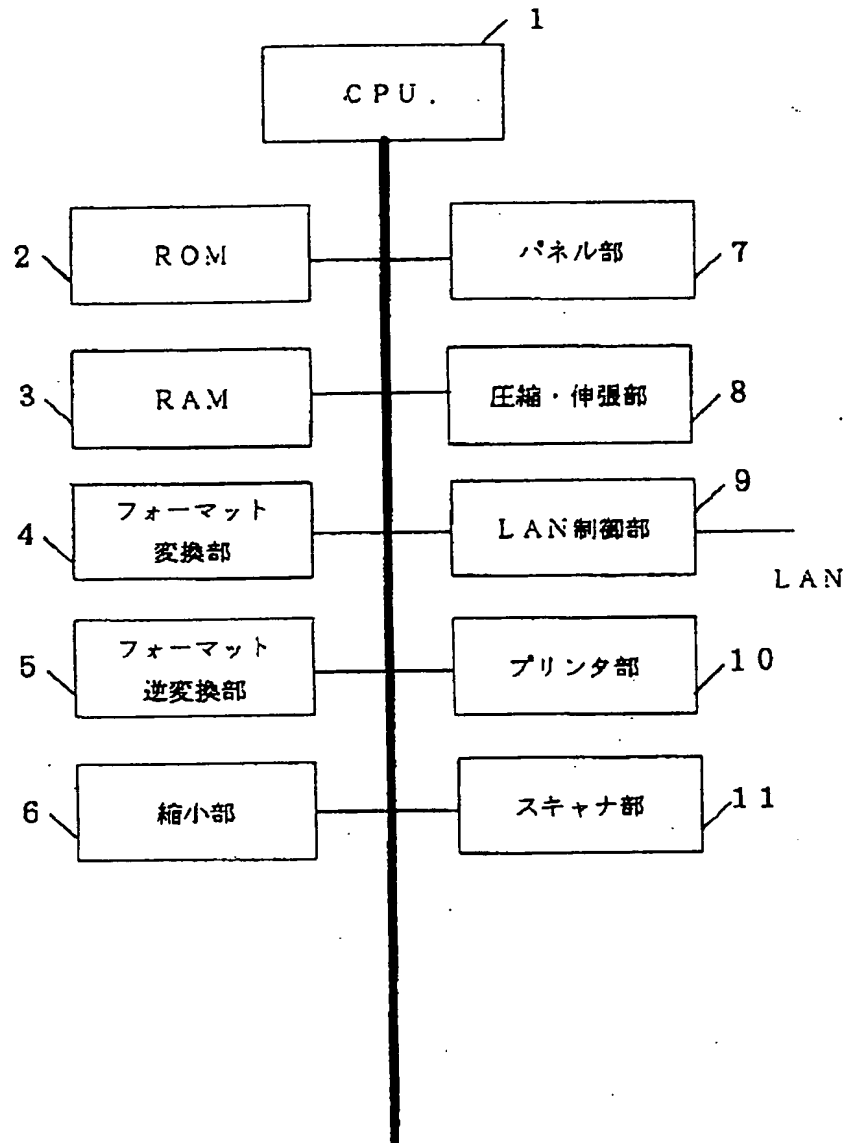 1
CPU.
2
ROM
パネル部
7
3
RAM
圧縮・伸張部
8
4
フォーマット
変換部
9
LAN制御部
LAN
5
フォーマット
逆変換部
プリンタ部
10
6
縮小部
スキャナ部
11